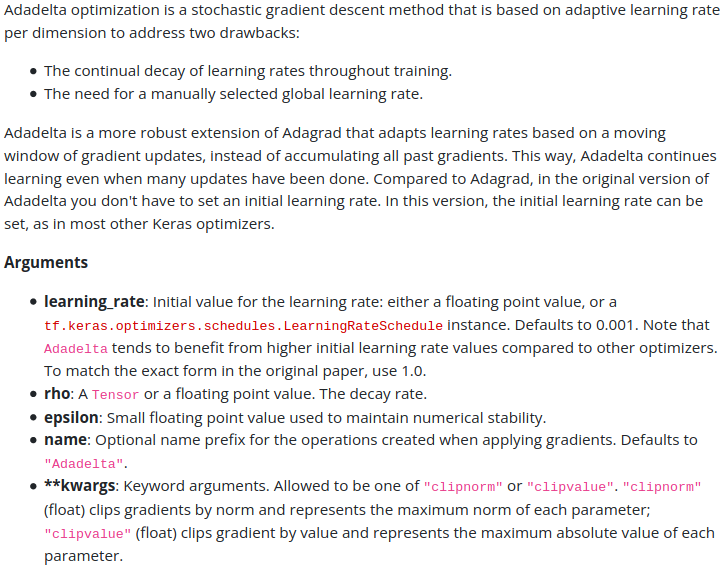 Adadelta optimization is a stochastic gradient descent method that is based on adaptive learning rate
per dimension to address two drawbacks:
• The continual decay of learning rates throughout training.
• The need for a manually selected global learning rate.
Adadelta is a more robust extension of Adagrad that adapts learning rates based on a moving
window of gradient updates, instead of accumulating all past gradients. This way, Adadelta continues
learning even when many updates have been done. Compared to Adagrad, in the original version of
Adadelta you don't have to set an initial learning rate. In this version, the initial learning rate can be
set, as in most other Keras optimizers.
Arguments
• learning_rate: Initial value for the learning rate: either a floating point value, or a
tf.keras.optimizers.schedules.LearningRateSchedule instance. Defaults to 0.001. Note that
Adadelta tends to benefit from higher initial learning rate values compared to other optimizers.
To match the exact form in the original paper, use 1.0.
• rho: A Tensor or a floating point value. The decay rate.
• epsilon: Small floating point value used to maintain numerical stability.
• name: Optional name prefix for the operations created when applying gradients. Defaults to
"Adadelta".
• **kwargs: Keyword arguments. Allowed to be one of "clipnorm" or "clipvalue". "clipnorm"
(float) clips gradients by norm and represents the maximum norm of each parameter;
"clipvalue" (float) clips gradient by value and represents the maximum absolute value of each
parameter.